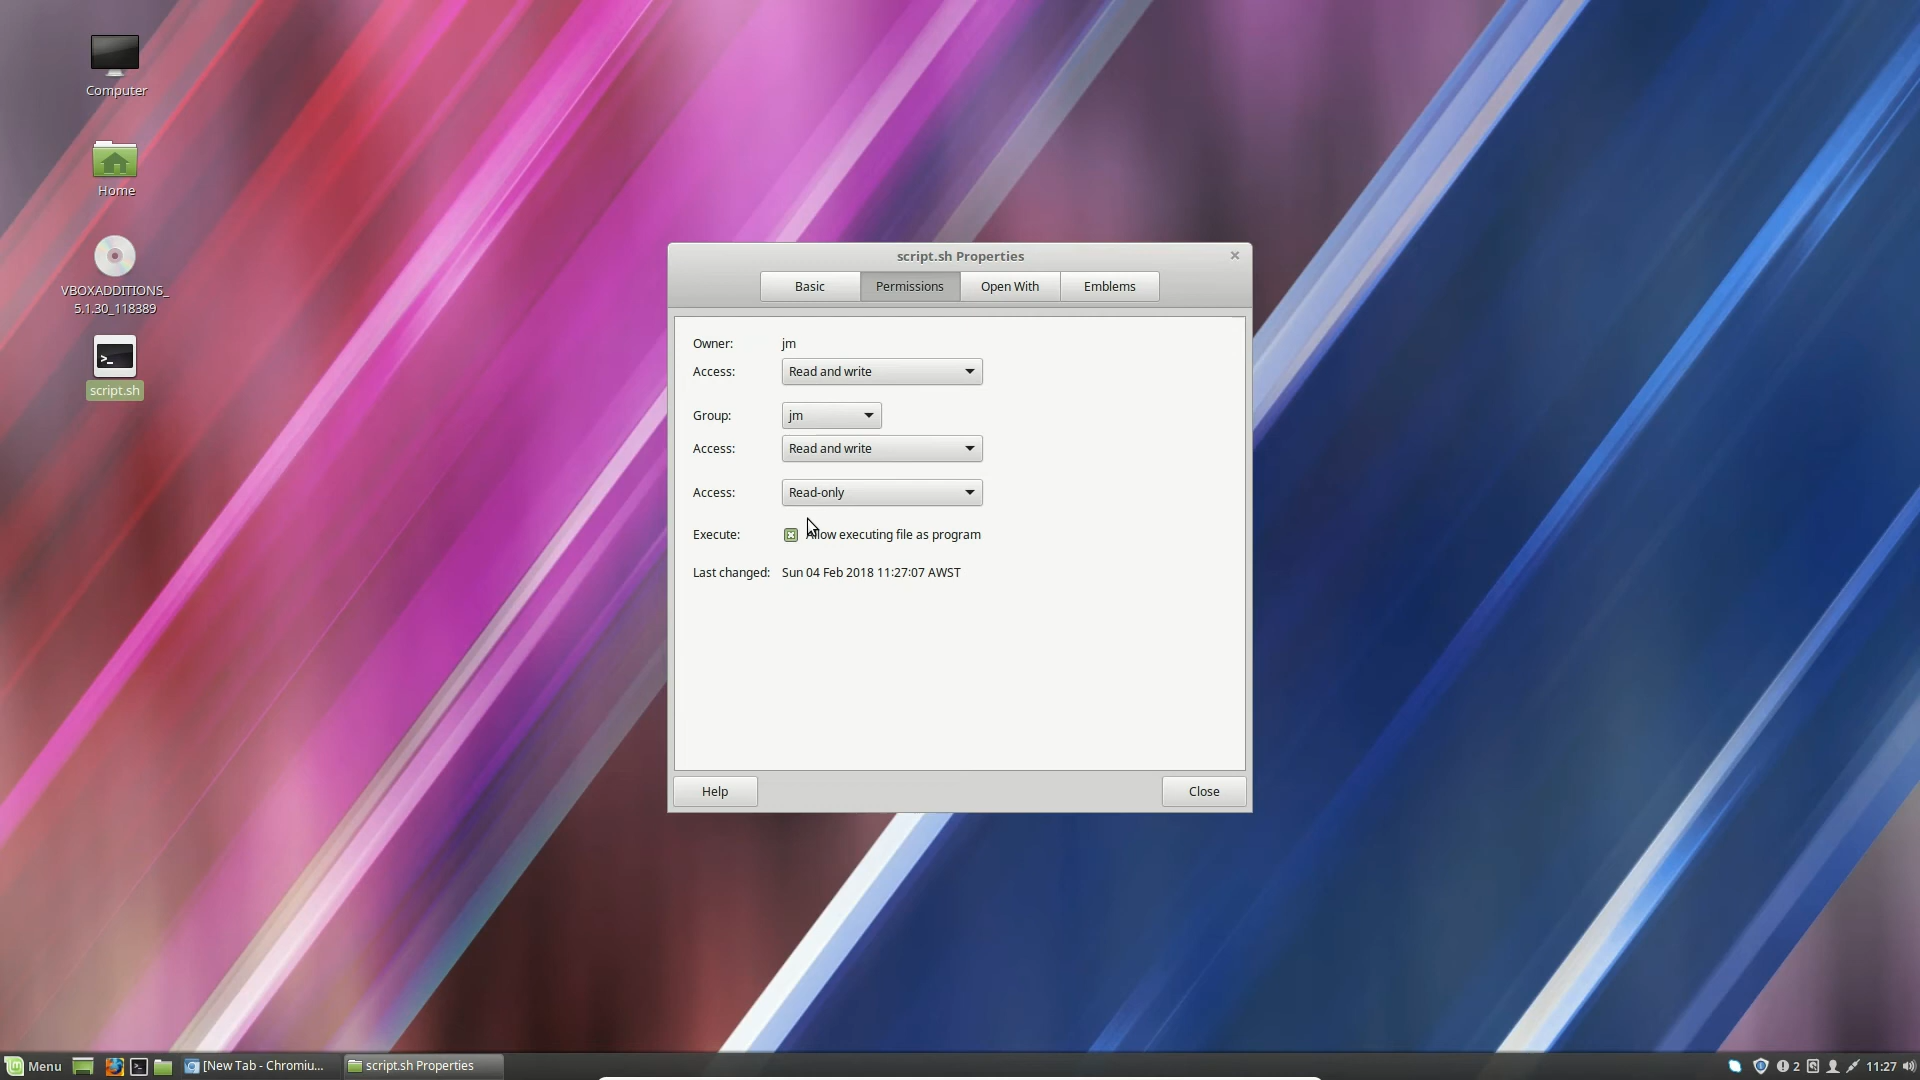 Computer
Home
VBOXADDITIONS_
5.1.30_118389
>_
script.sh
script.sh Properties
Basic Permissions Open With Emblems
Owner: jm
Access: Read and write
Group: jm
Access: Read and write
Access: Read-only
Execute: Allow executing file as program
Last changed: Sun 04 Feb 2018 11:27:07 AWST
Help Close
Menu [New Tab - Chromiu... script.sh Properties 2 11:27